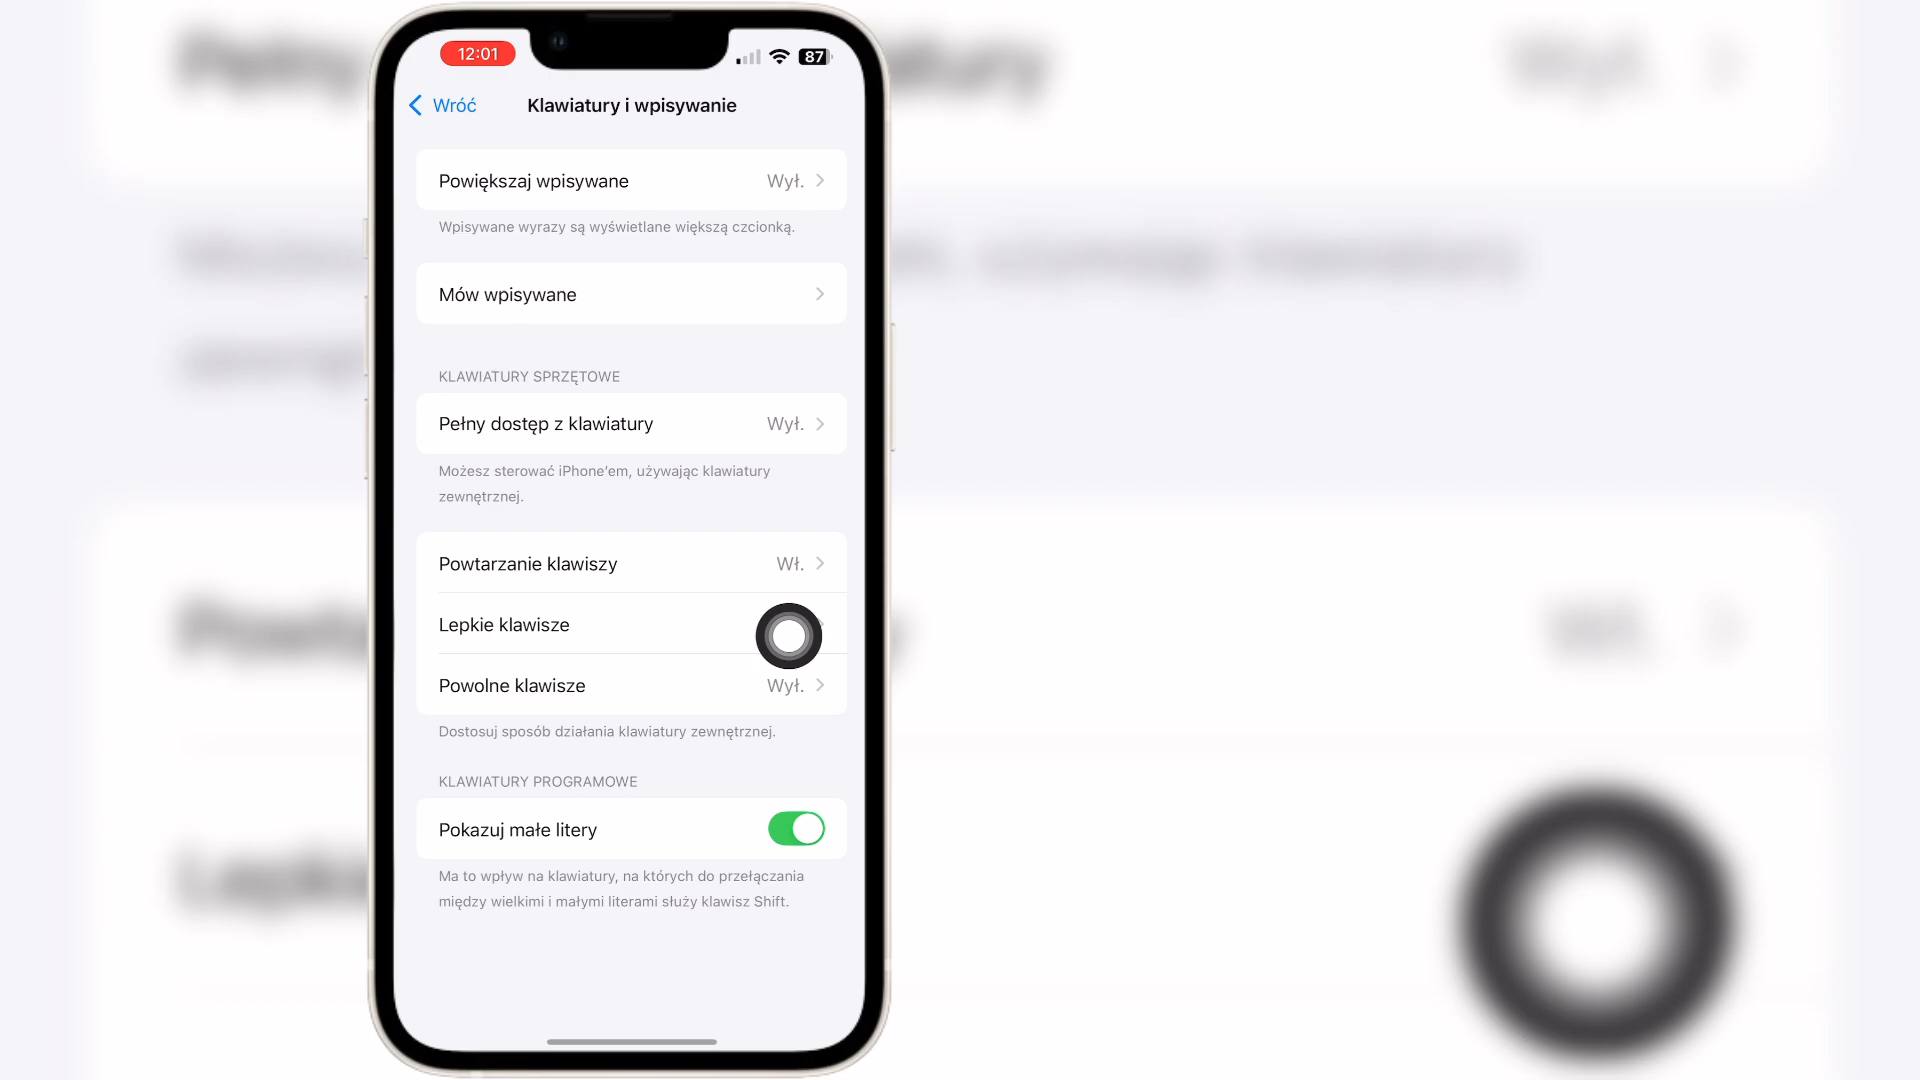 12:01
87
Wróć
Klawiatury i wpisywanie
Powiększaj wpisywane Wył.
Wpisywane wyrazy są wyświetlane większą czcionką.
Mów wpisywane
KLAWIATURY SPRZĘTOWE
Pełny dostęp z klawiatury Wył.
Możesz sterować iPhone'em, używając klawiatury
zewnętrznej.
Powtarzanie klawiszy Wł.
Lepkie klawisze
Powolne klawisze Wył.
Dostosuj sposób działania klawiatury zewnętrznej.
KLAWIATURY PROGRAMOWE
Pokazuj małe litery
Ma to wpływ na klawiatury, na których do przełączania
między wielkimi i małymi literami służy klawisz Shift.